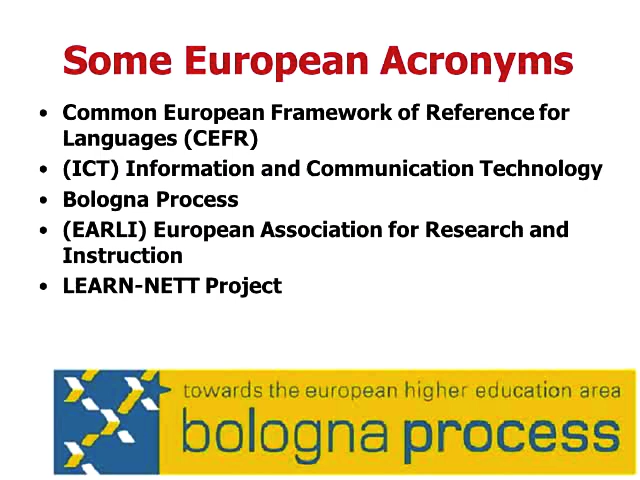 Some European Acronyms
• Common European Framework of Reference for
Languages (CEFR)
• (ICT) Information and Communication Technology
• Bologna Process
• (EARLI) European Association for Research and
Instruction
• LEARN-NETT Project
towards the european higher education area
bologna process